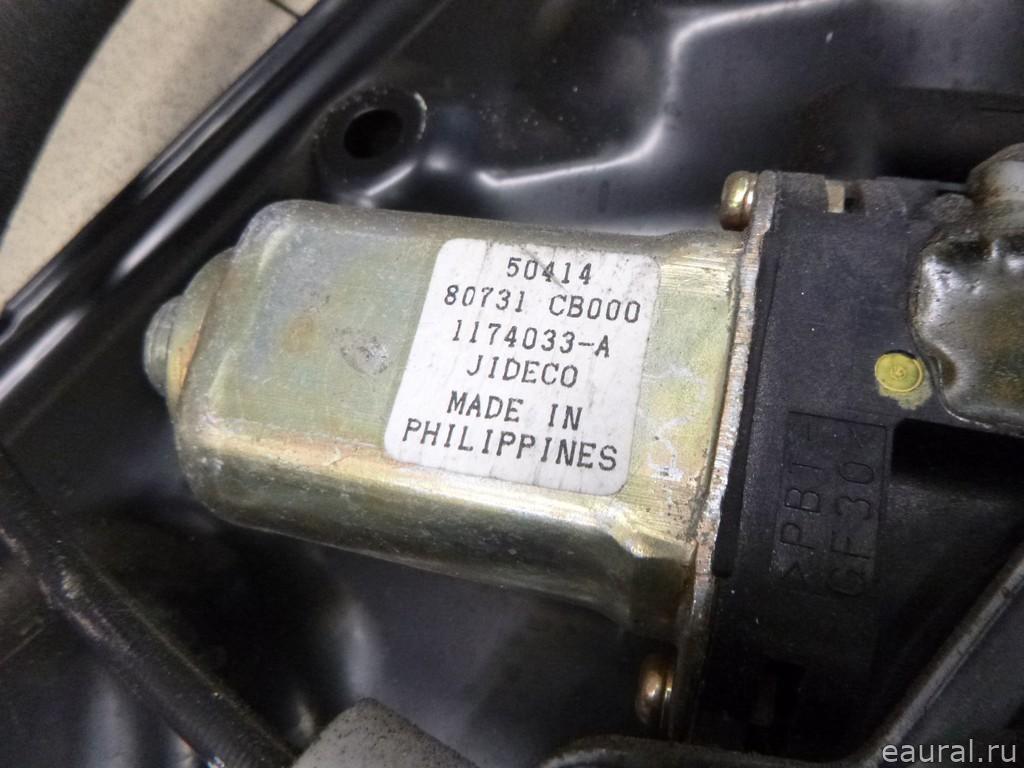 50414
80731 CB000
1174033-A
JIDECO
MADE IN
PHILIPPINES
>PBT-
GF30<
eaural.ru